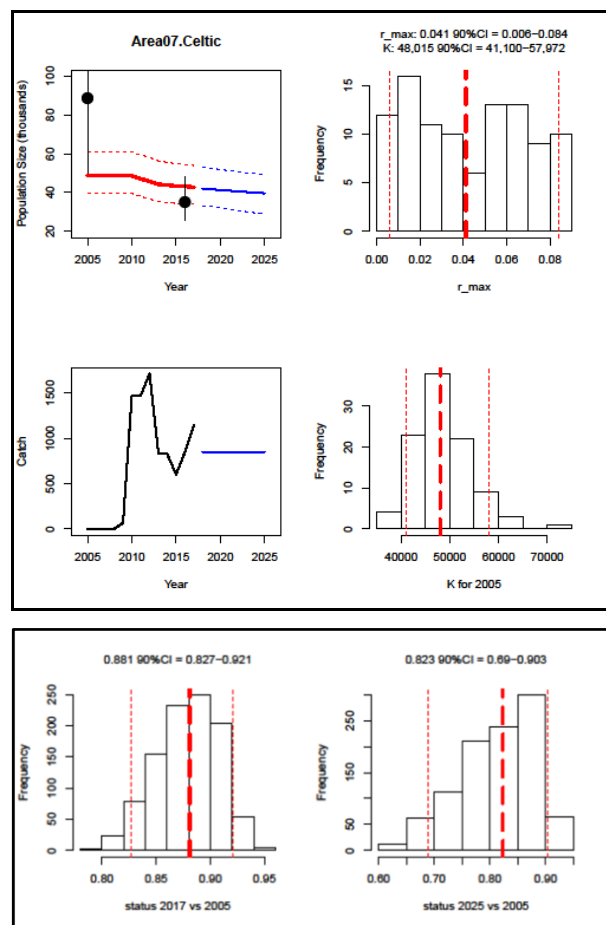 Area07.Celtic
Population Size (thousands)
100
80
60
40
20
2005 2010 2015 2020 2025
Year
r_max: 0.041 90%CI = 0.006−0.084
K: 48,015 90%CI = 41,100−57,972
Frequency
15
10
5
0
0.00 0.02 0.04 0.06 0.08
r_max
Catch
1500
1000
500
0
2005 2010 2015 2020 2025
Year
Frequency
30
20
10
0
40000 50000 60000 70000
K for 2005
0.881 90%CI = 0.827−0.921
Frequency
250
200
150
100
50
0
0.80 0.85 0.90 0.95
status 2017 vs 2005
0.823 90%CI = 0.69−0.903
Frequency
250
150
50
0
0.60 0.70 0.80 0.90
status 2025 vs 2005